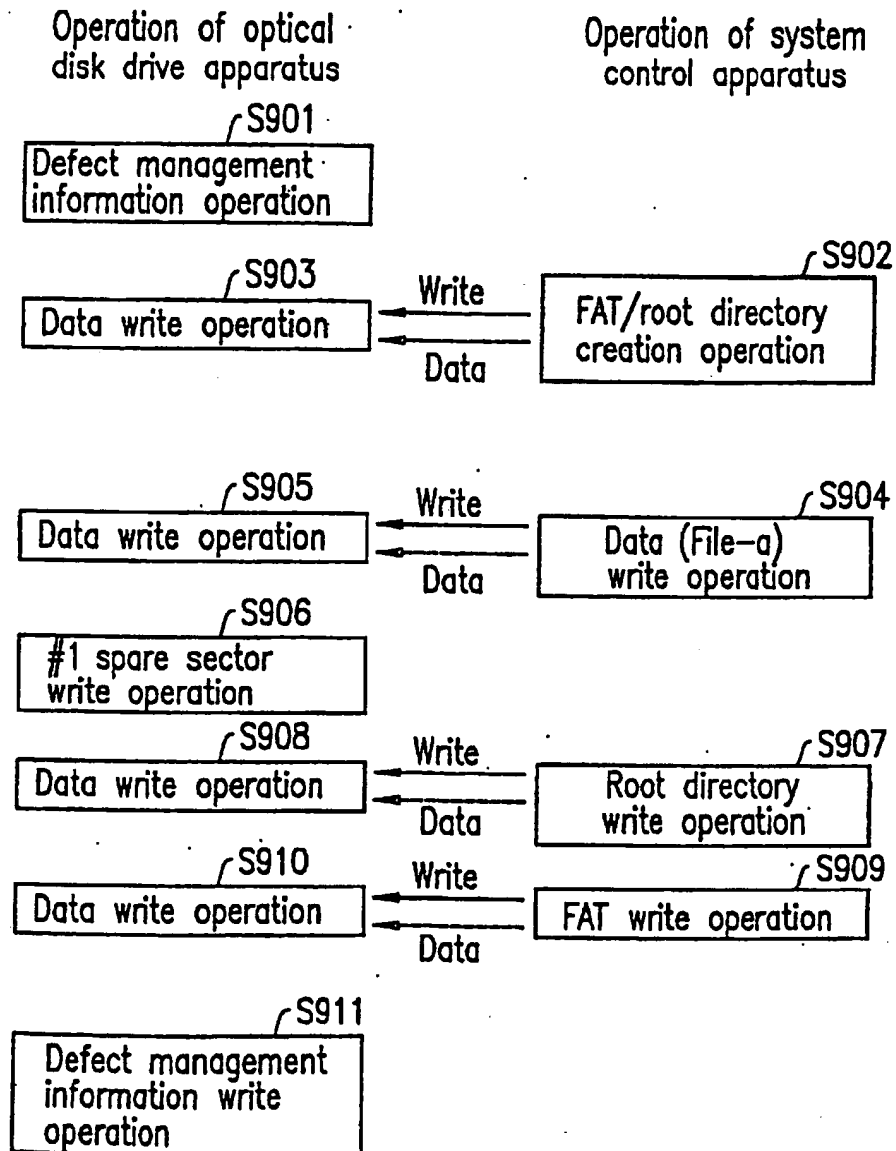 Operation of optical
disk drive apparatus
Operation of system
control apparatus
S901
Defect management
information operation
S902
FAT/root directory
creation operation
S903
Data write operation
Write
Data
S904
Data (File-a)
write operation
S905
Data write operation
Write
Data
S906
#1 spare sector
write operation
S907
Root directory
write operation
S908
Data write operation
Write
Data
S909
FAT write operation
S910
Data write operation
Write
Data
S911
Defect management
information write
operation